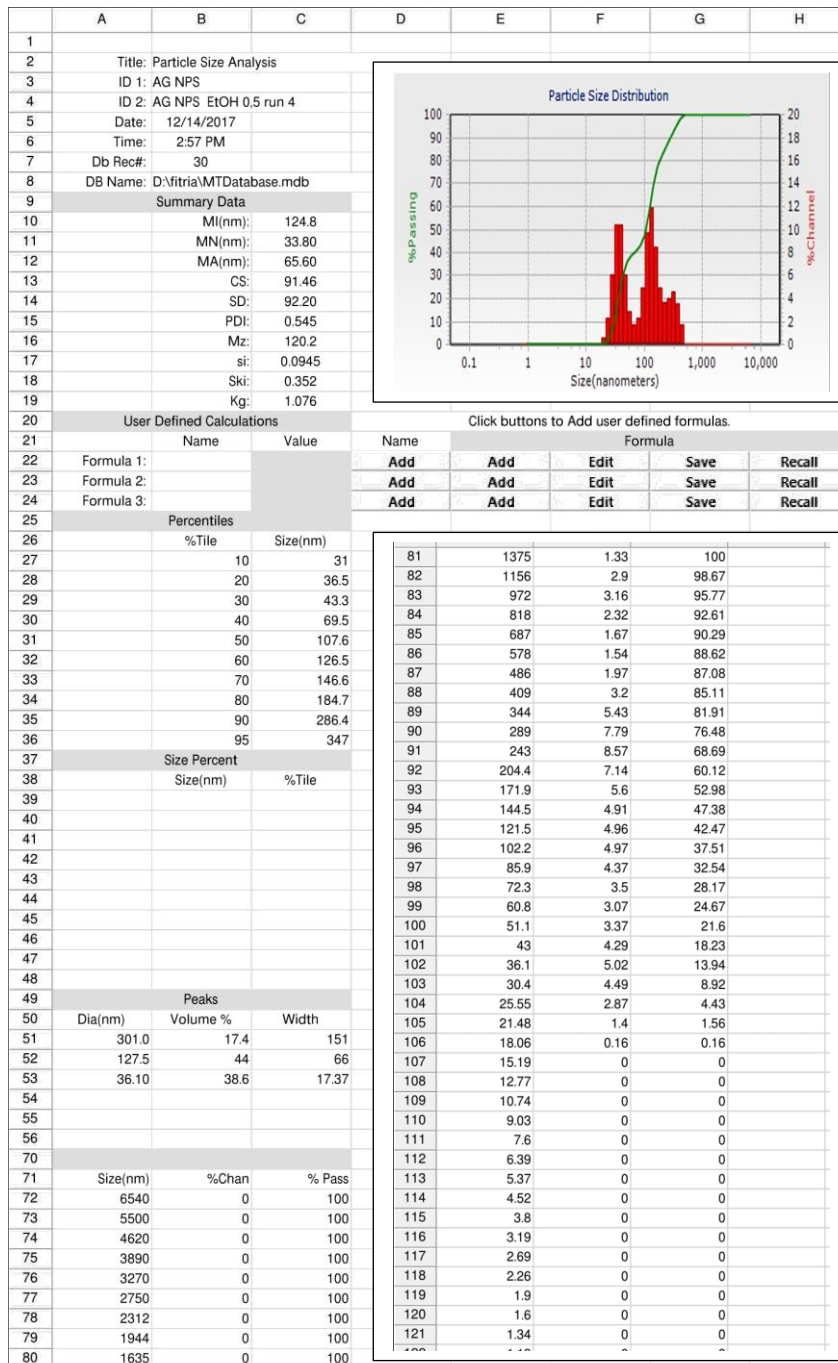 A B C D E F G H
1
2 Title: Particle Size Analysis
3 ID 1: AG NPS
4 ID 2: AG NPS EtOH 0,5 run 4
5 Date: 12/14/2017
6 Time: 2:57 PM
7 Db Rec#: 30
8 DB Name: D:\fitria\MTDatabase.mdb
9 Summary Data
10 MI(nm): 124.8
11 MN(nm): 33.80
12 MA(nm): 65.60
13 CS: 91.46
14 SD: 92.20
15 PDI: 0.545
16 Mz: 120.2
17 si: 0.0945
18 Ski: 0.352
19 Kg: 1.076
Particle Size Distribution
%Passing
100
90
80
70
60
50
40
30
20
10
0
%Channel
20
18
16
14
12
10
8
6
4
2
0
0.1 1 10 100 1,000 10,000
Size(nanometers)
20 User Defined Calculations Click buttons to Add user defined formulas.
21 Name Value Name Formula
22 Formula 1: Add Add Edit Save Recall
23 Formula 2: Add Add Edit Save Recall
24 Formula 3: Add Add Edit Save Recall
25 Percentiles
26 %Tile Size(nm)
27 10 31
28 20 36.5
29 30 43.3
30 40 69.5
31 50 107.6
32 60 126.5
33 70 146.6
34 80 184.7
35 90 286.4
36 95 347
37 Size Percent
38 Size(nm) %Tile
39
40
41
42
43
44
45
46
47
48
49 Peaks
50 Dia(nm) Volume % Width
51 301.0 17.4 151
52 127.5 44 66
53 36.10 38.6 17.37
54
55
56
70
71 Size(nm) %Chan % Pass
72 6540 0 100
73 5500 0 100
74 4620 0 100
75 3890 0 100
76 3270 0 100
77 2750 0 100
78 2312 0 100
79 1944 0 100
80 1635 0 100
81 1375 1.33 100
82 1156 2.9 98.67
83 972 3.16 95.77
84 818 2.32 92.61
85 687 1.67 90.29
86 578 1.54 88.62
87 486 1.97 87.08
88 409 3.2 85.11
89 344 5.43 81.91
90 289 7.79 76.48
91 243 8.57 68.69
92 204.4 7.14 60.12
93 171.9 5.6 52.98
94 144.5 4.91 47.38
95 121.5 4.96 42.47
96 102.2 4.97 37.51
97 85.9 4.37 32.54
98 72.3 3.5 28.17
99 60.8 3.07 24.67
100 51.1 3.37 21.6
101 43 4.29 18.23
102 36.1 5.02 13.94
103 30.4 4.49 8.92
104 25.55 2.87 4.43
105 21.48 1.4 1.56
106 18.06 0.16 0.16
107 15.19 0 0
108 12.77 0 0
109 10.74 0 0
110 9.03 0 0
111 7.6 0 0
112 6.39 0 0
113 5.37 0 0
114 4.52 0 0
115 3.8 0 0
116 3.19 0 0
117 2.69 0 0
118 2.26 0 0
119 1.9 0 0
120 1.6 0 0
121 1.34 0 0